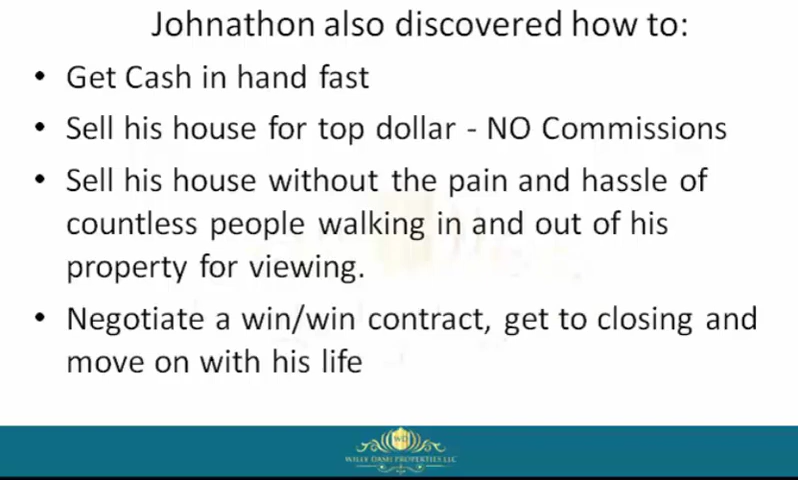 Johnathon also discovered how to:
• Get Cash in hand fast
• Sell his house for top dollar - NO Commissions
• Sell his house without the pain and hassle of
countless people walking in and out of his
property for viewing.
• Negotiate a win/win contract, get to closing and
move on with his life
PROPERTIES LLC